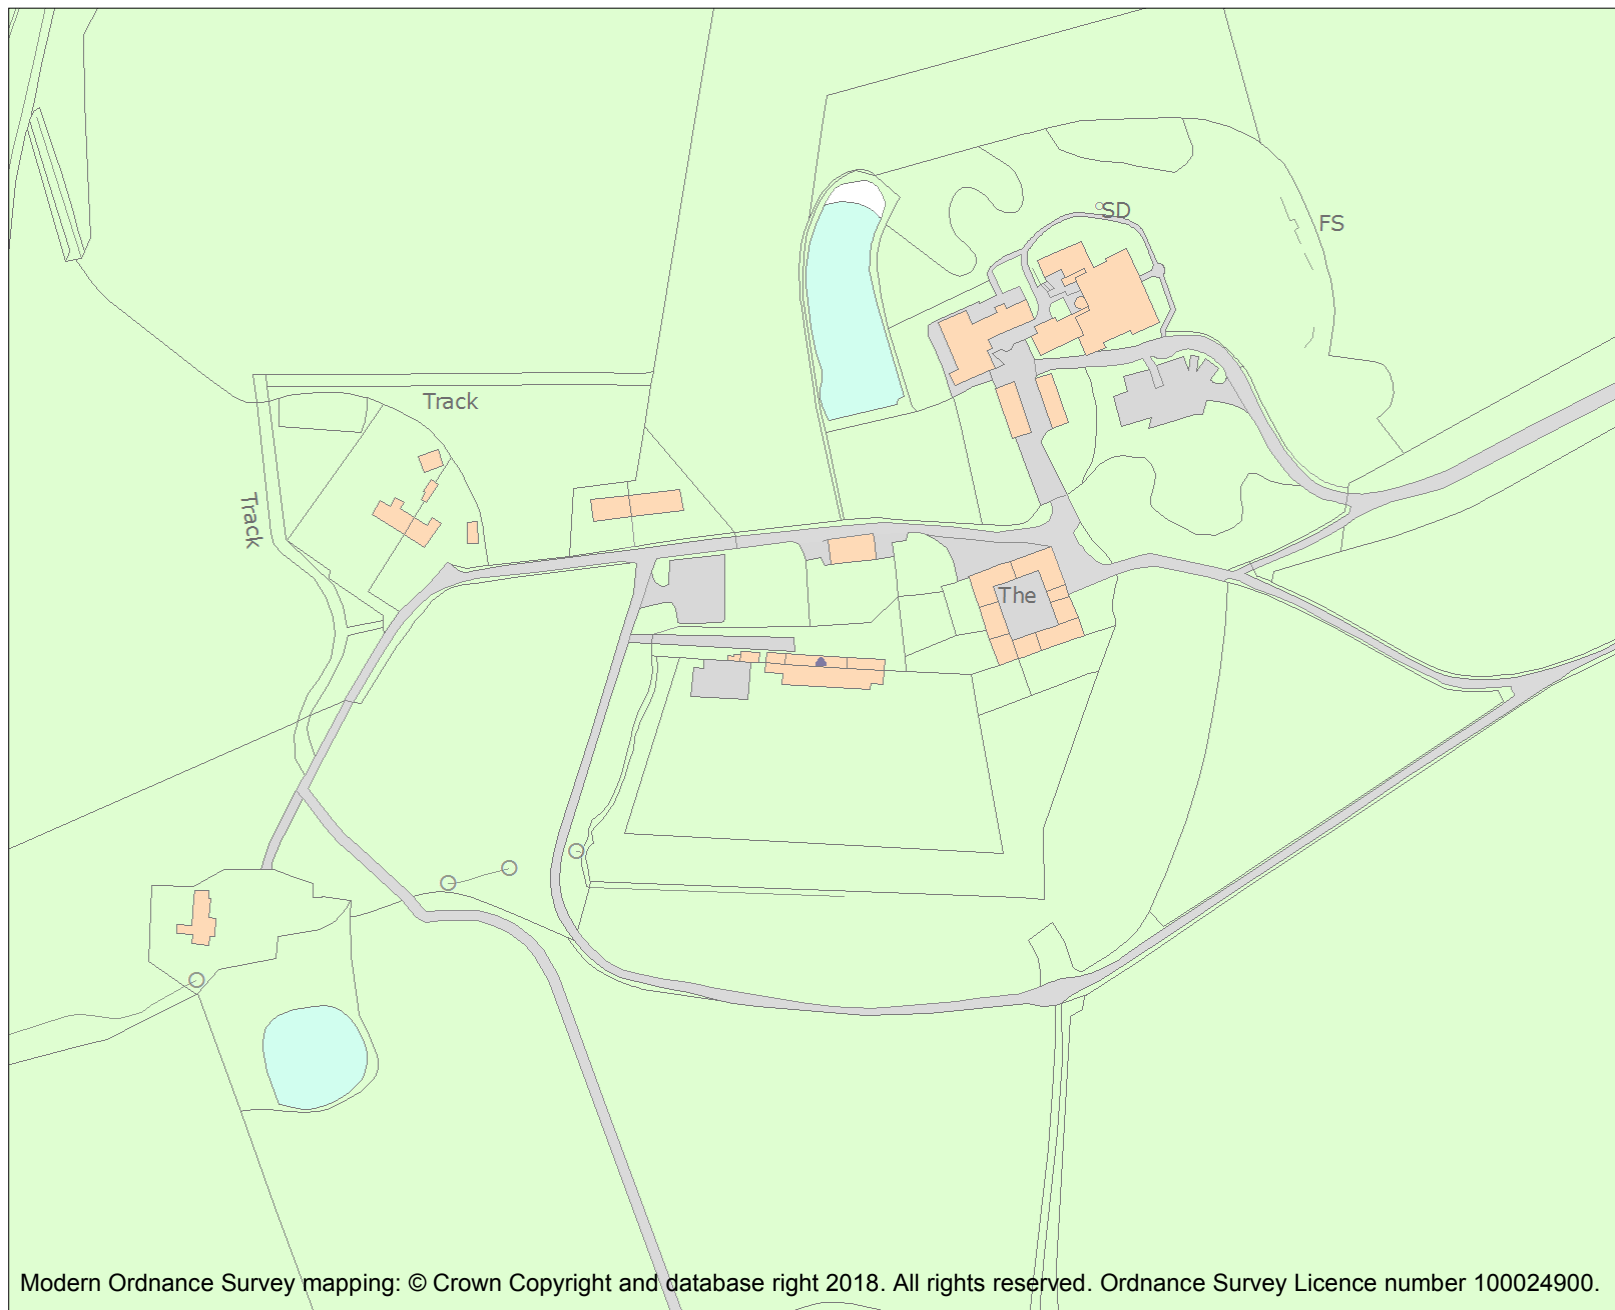 SD
FS
Track
Track
The
Modern Ordnance Survey mapping: © Crown Copyright and database right 2018. All rights reserved. Ordnance Survey Licence number 100024900.